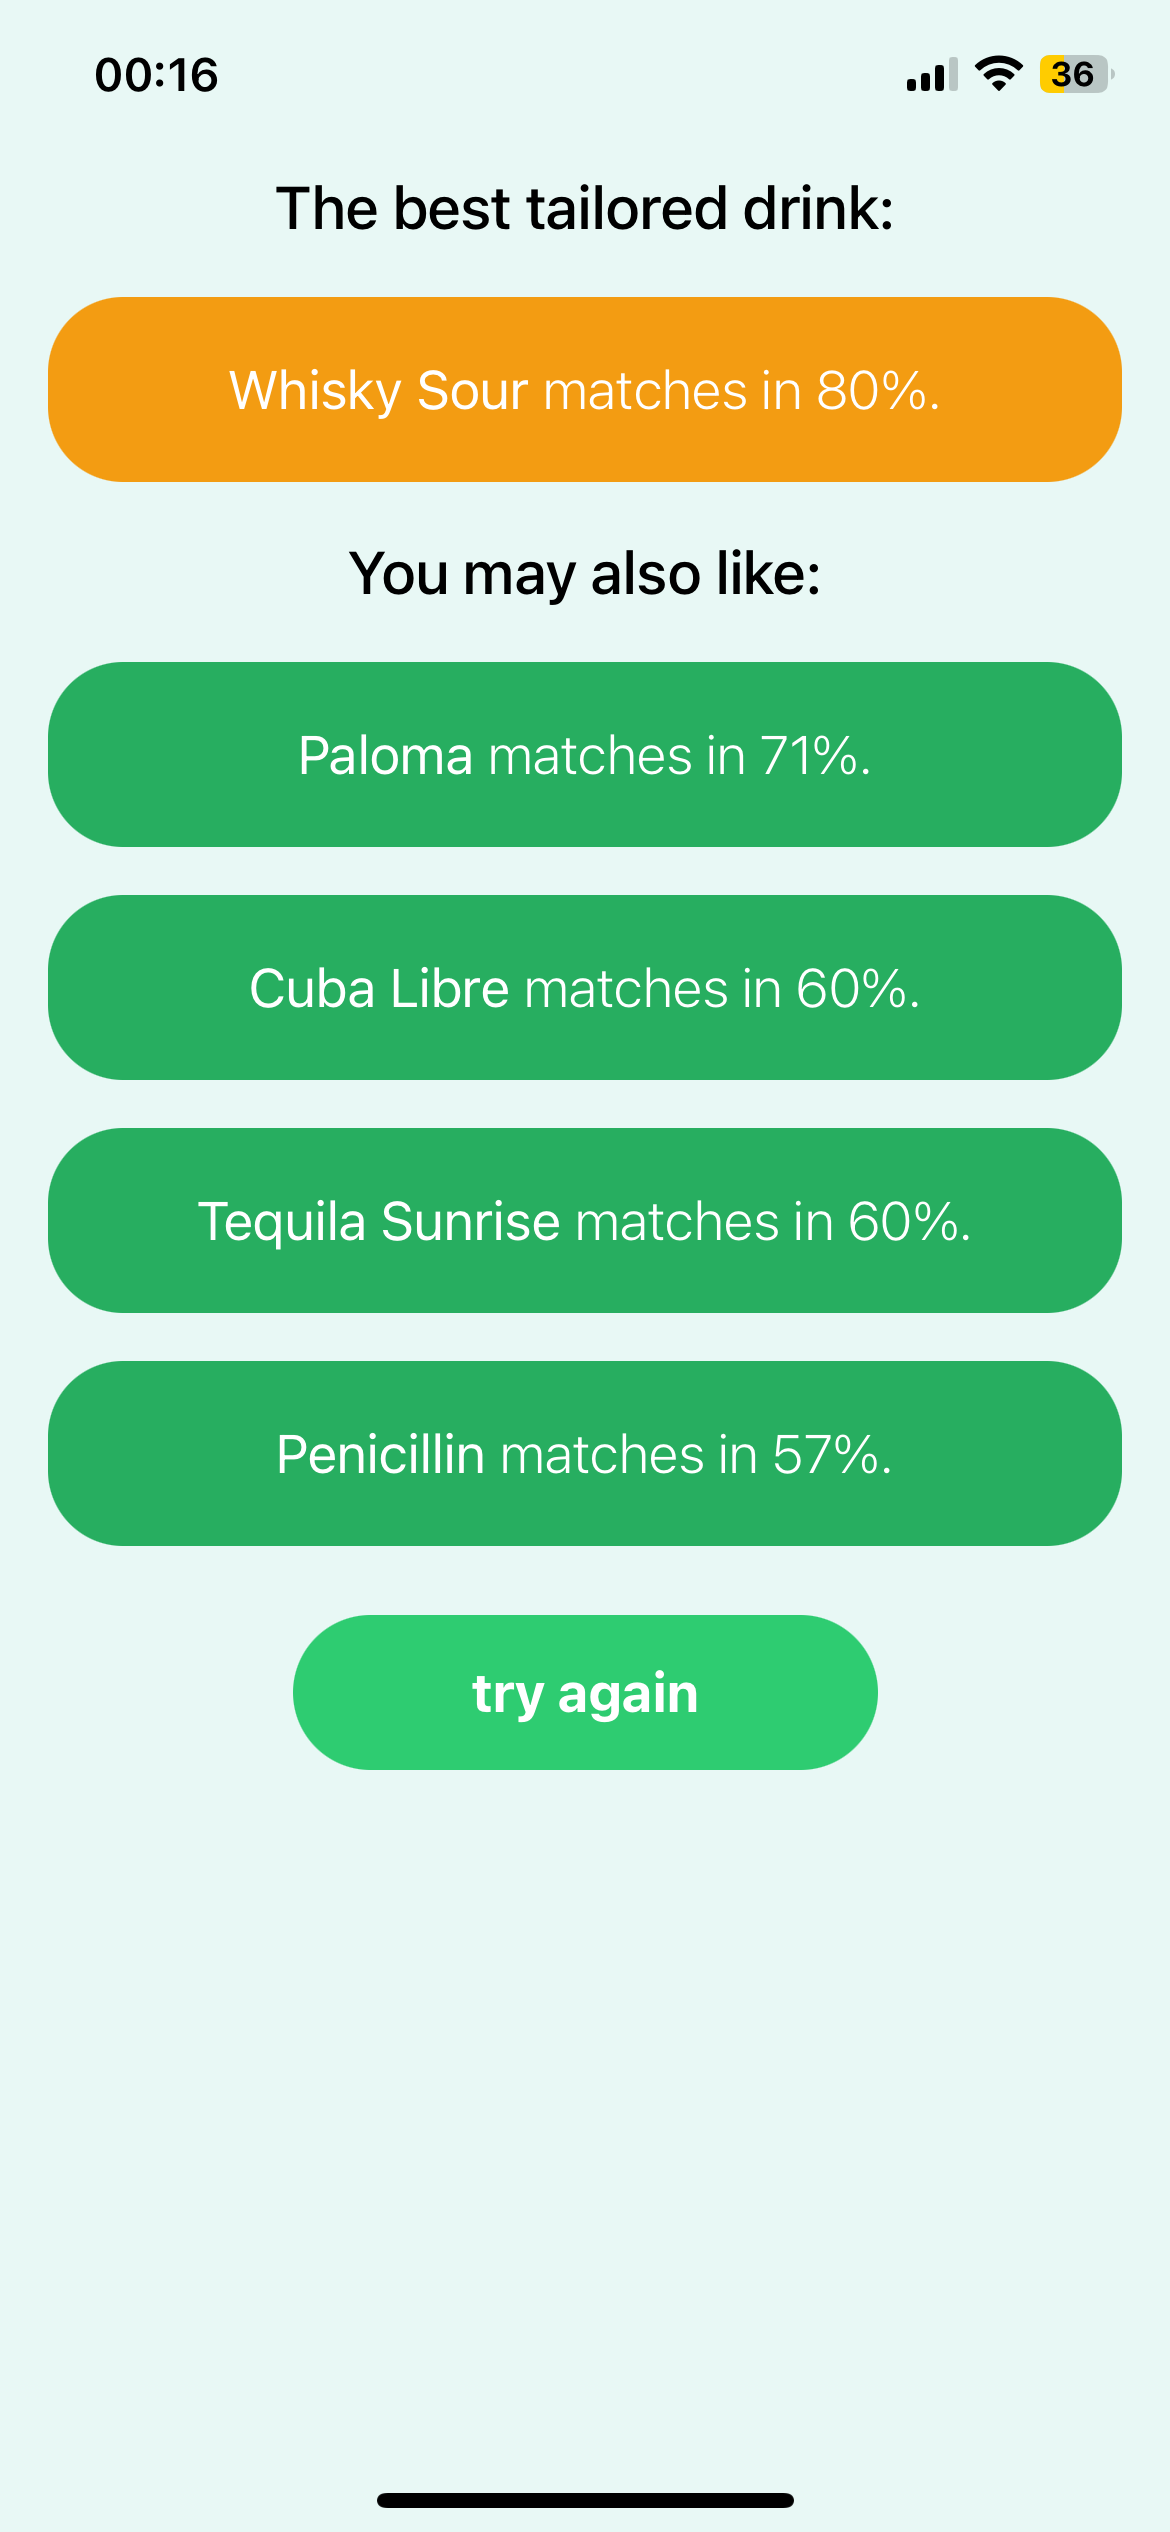 00:16
36
The best tailored drink:
Whisky Sour matches in 80%.
You may also like:
Paloma matches in 71%.
Cuba Libre matches in 60%.
Tequila Sunrise matches in 60%.
Penicillin matches in 57%.
try again